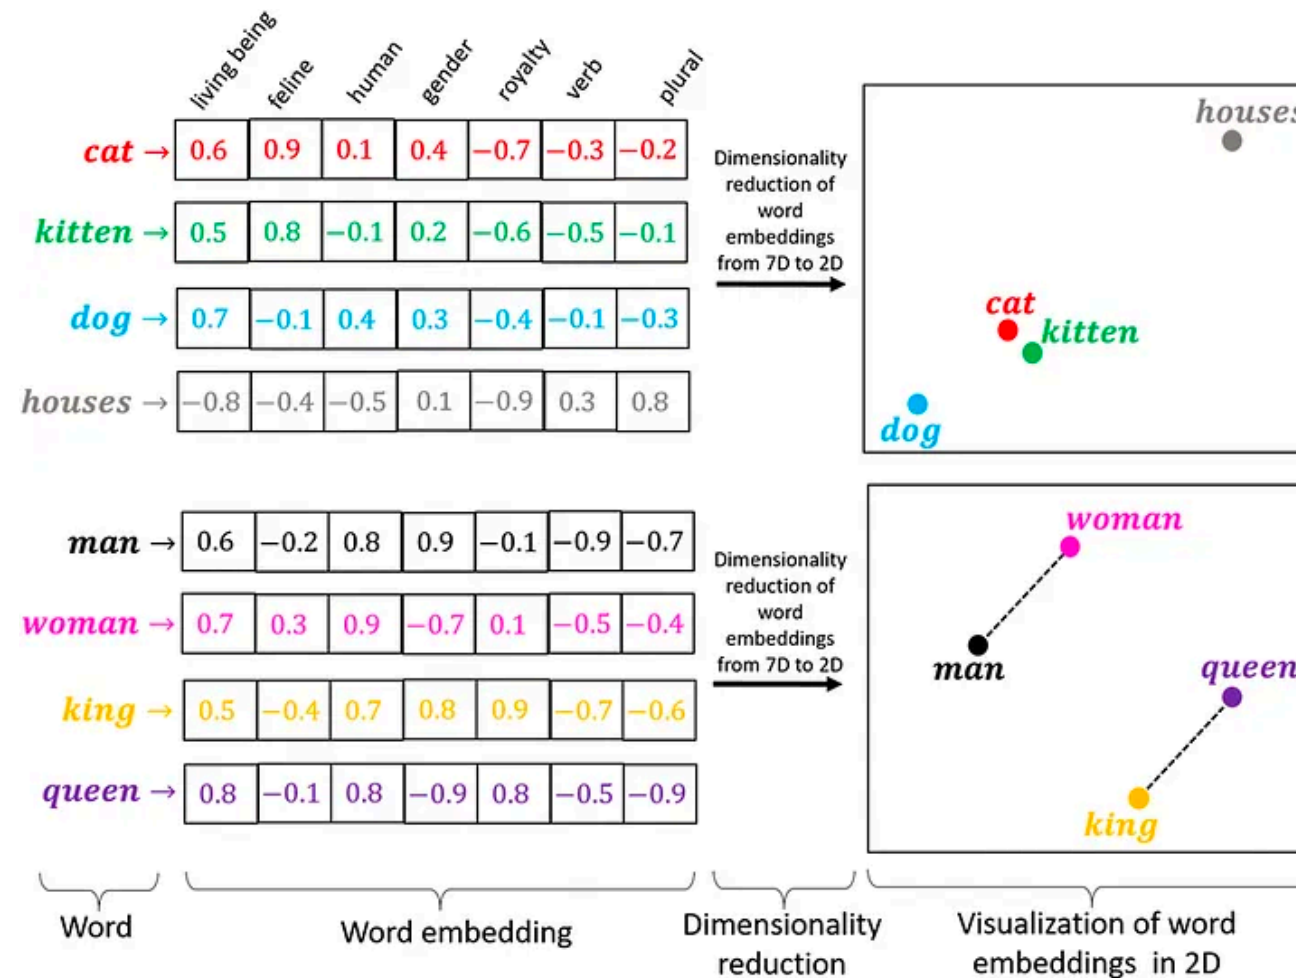 living being feline human gender royalty verb plural
cat → 0.6 0.9 0.1 0.4 −0.7 −0.3 −0.2
kitten → 0.5 0.8 −0.1 0.2 −0.6 −0.5 −0.1
dog → 0.7 −0.1 0.4 0.3 −0.4 −0.1 −0.3
houses → −0.8 −0.4 −0.5 0.1 −0.9 0.3 0.8
Dimensionality
reduction of
word
embeddings
from 7D to 2D
houses
cat
kitten
dog
man → 0.6 −0.2 0.8 0.9 −0.1 −0.9 −0.7
woman → 0.7 0.3 0.9 −0.7 0.1 −0.5 −0.4
king → 0.5 −0.4 0.7 0.8 0.9 −0.7 −0.6
queen → 0.8 −0.1 0.8 −0.9 0.8 −0.5 −0.9
Dimensionality
reduction of
word
embeddings
from 7D to 2D
woman
man
queen
king
Word
Word embedding
Dimensionality
reduction
Visualization of word
embeddings in 2D